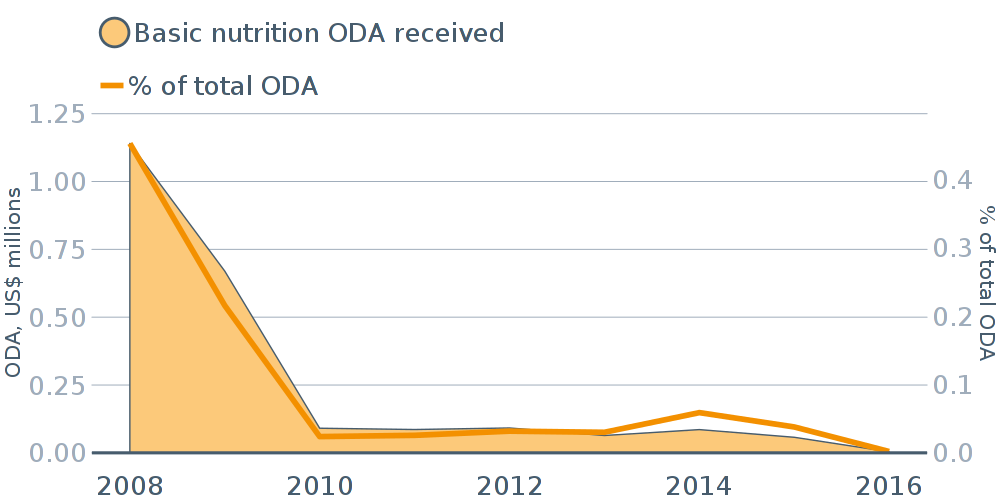 Basic nutrition ODA received
% of total ODA
1.25
1.00
0.75
0.50
0.25
0.00
ODA, US$ millions
0.4
0.3
0.2
0.1
0.0
% of total ODA
2008 2010 2012 2014 2016